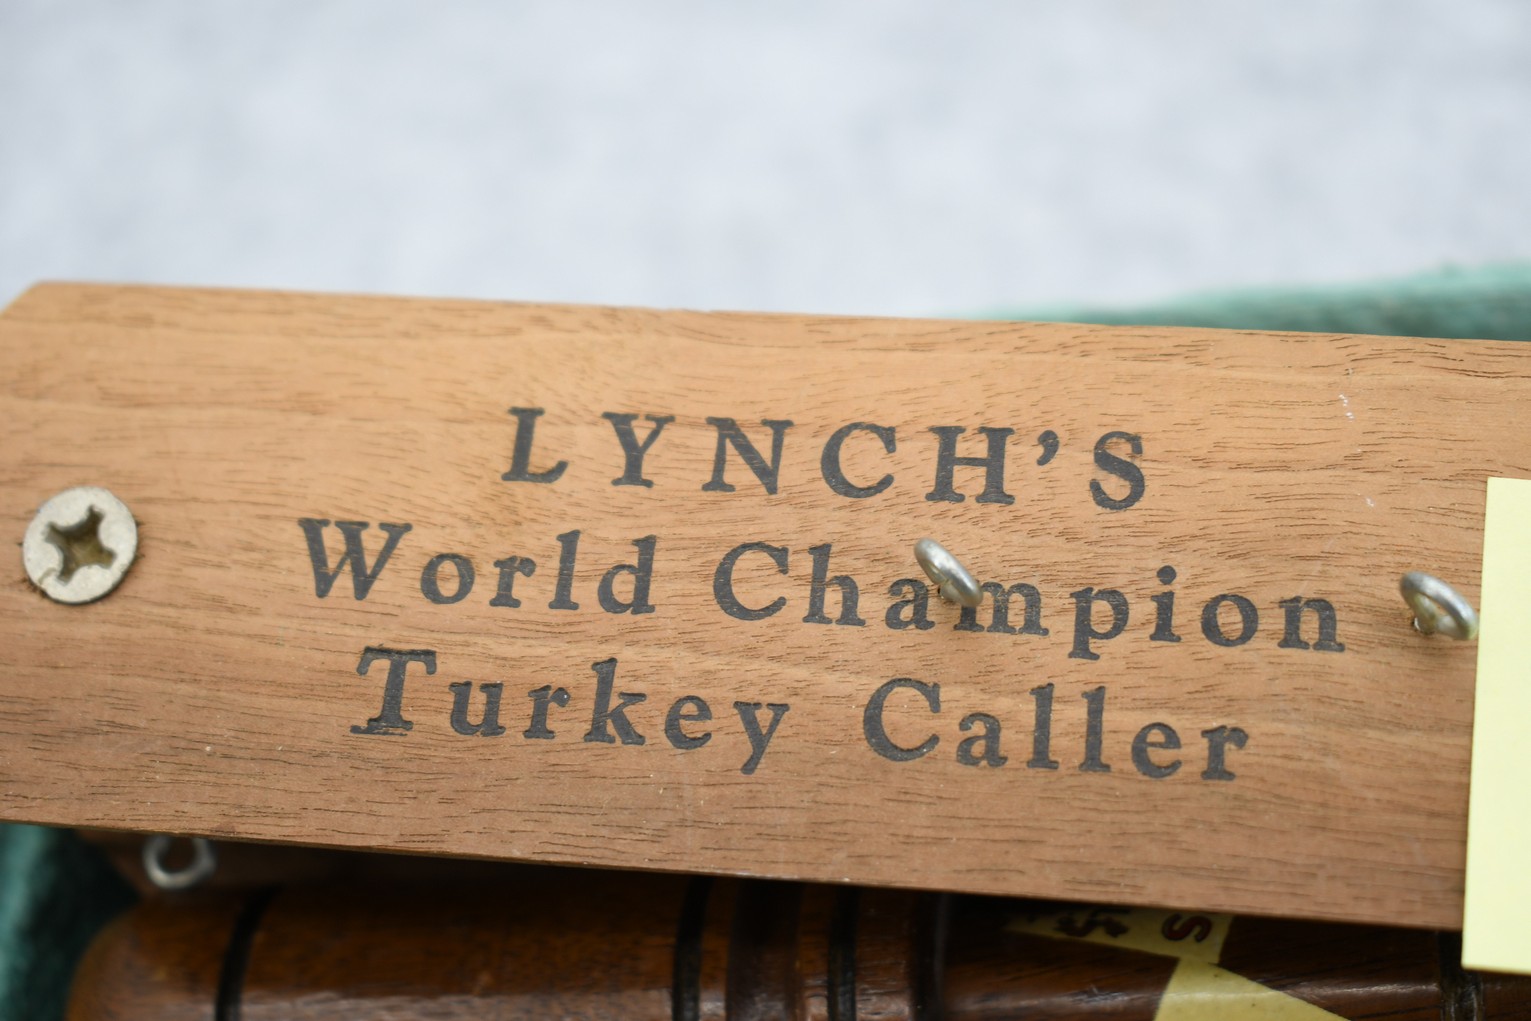 LYNCH'S
World Champion
Turkey Caller